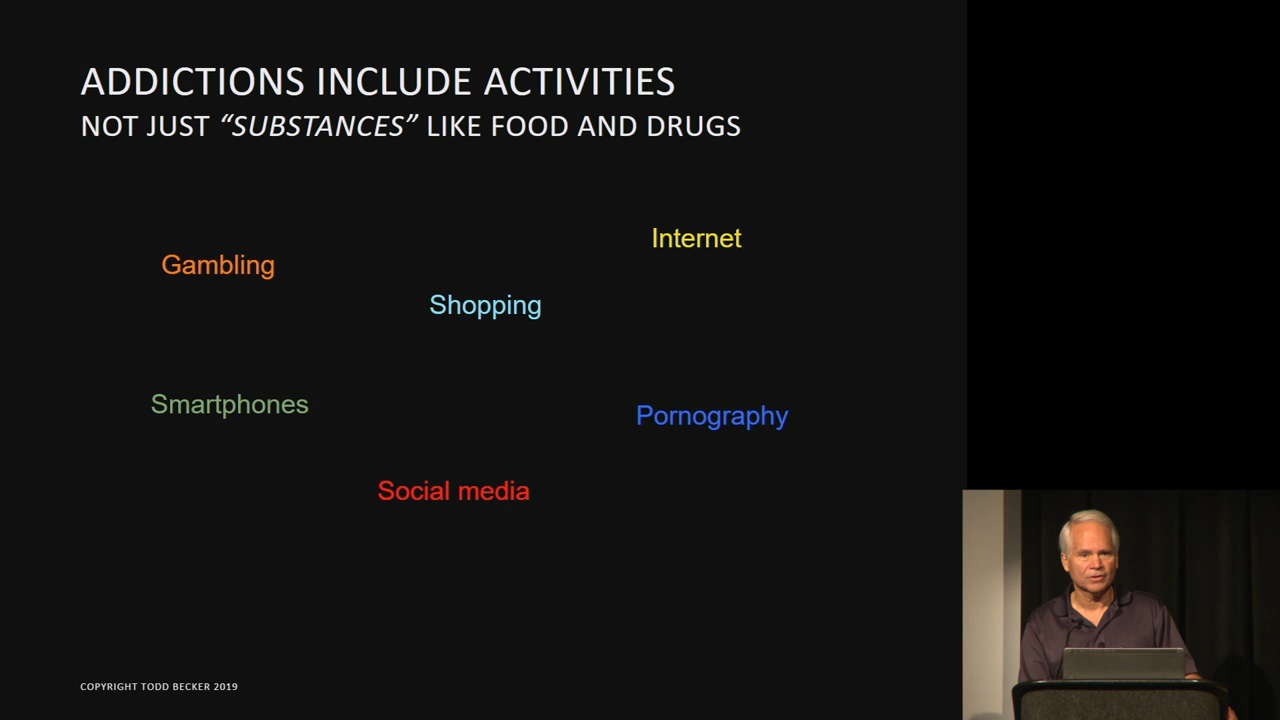 ADDICTIONS INCLUDE ACTIVITIES
NOT JUST “SUBSTANCES” LIKE FOOD AND DRUGS
Internet
Gambling
Shopping
Smartphones
Pornography
Social media
COPYRIGHT TODD BECKER 2019